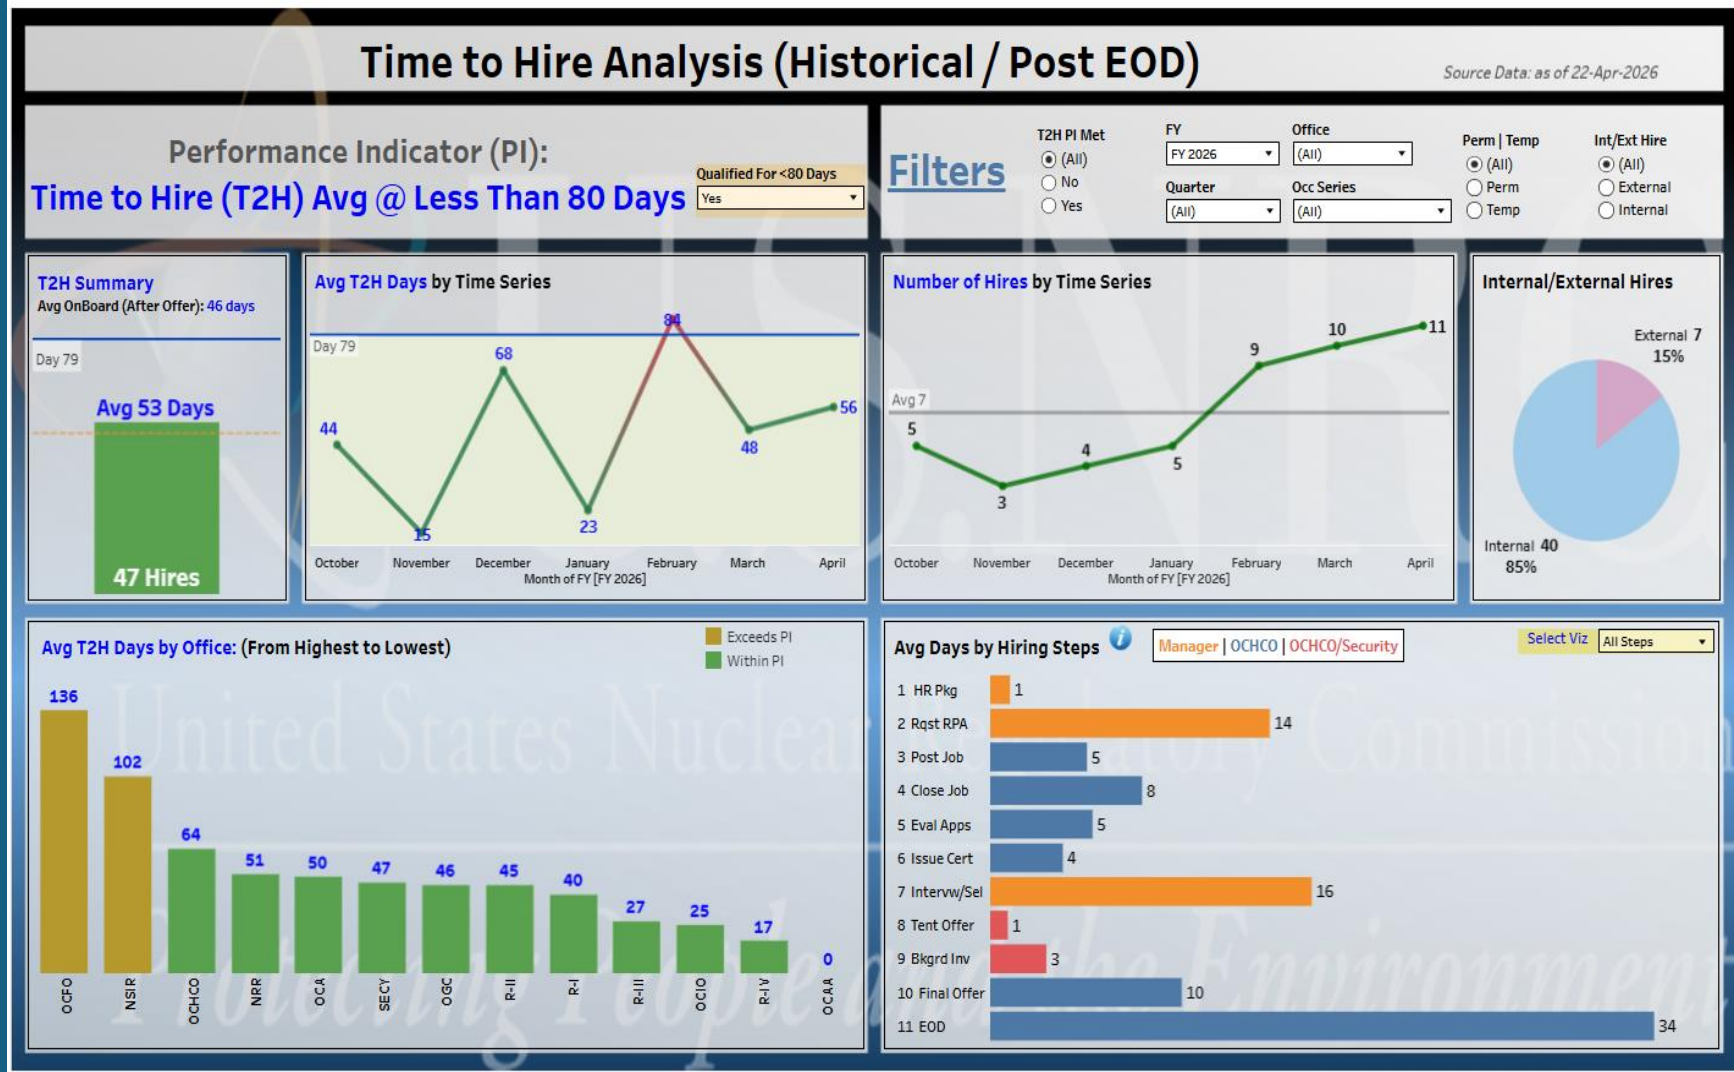 Time to Hire Analysis (Historical / Post EOD)
Source Data: as of 22-Apr-2026
Performance Indicator (PI):
Time to Hire (T2H) Avg @ Less Than 80 Days
Qualified For <80 Days
Yes
Filters
T2H PI Met
(All)
No
Yes
FY
FY 2026
Office
(All)
Quarter
(All)
Occ Series
(All)
Perm | Temp
(All)
Perm
Temp
Int/Ext Hire
(All)
External
Internal
T2H Summary
Avg OnBoard (After Offer): 46 days
Day 79
Avg 53 Days
47 Hires
Avg T2H Days by Time Series
Day 79
44
15
68
23
84
48
56
October November December January February March April
Month of FY [FY 2026]
Number of Hires by Time Series
Avg 7
5
3
4
5
9
10
11
October November December January February March April
Month of FY [FY 2026]
Internal/External Hires
External 7
15%
Internal 40
85%
Avg T2H Days by Office: (From Highest to Lowest)
Exceeds PI
Within PI
136 102 64 51 50 47 46 45 40 27 25 17 0
OCFO NSIR OCHCO NRR OCA SECY OGC R-II R-I R-III OCIO R-IV OCAA
Avg Days by Hiring Steps
i
Manager | OCHCO | OCHCO/Security
Select Viz
All Steps
1 HR Pkg 1
2 Rqst RPA 14
3 Post Job 5
4 Close Job 8
5 Eval Apps 5
6 Issue Cert 4
7 Intervw/Sel 16
8 Tent Offer 1
9 Bkgrd Inv 3
10 Final Offer 10
11 EOD 34
U.S.NRC
United States Nuclear Regulatory Commission
Protecting People and the Environment